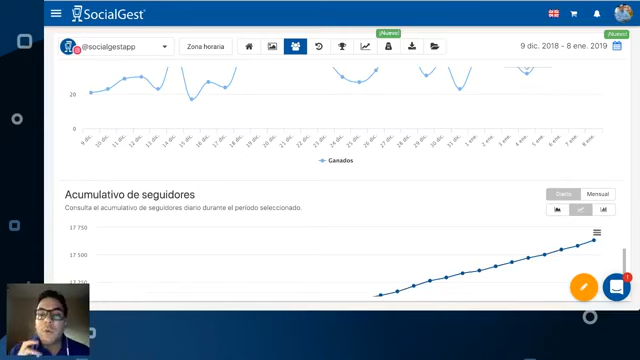 SocialGest
¡Nuevo!
¡Nuevo!
@socialgestapp
Zona horaria
9 dic. 2018 - 8 ene. 2019
20
0
9 dic.
10 dic.
11 dic.
12 dic.
13 dic.
14 dic.
15 dic.
16 dic.
17 dic.
18 dic.
19 dic.
20 dic.
21 dic.
22 dic.
23 dic.
24 dic.
25 dic.
26 dic.
27 dic.
28 dic.
29 dic.
30 dic.
31 dic.
1 ene.
2 ene.
3 ene.
4 ene.
5 ene.
6 ene.
7 ene.
8 ene.
Ganados
Acumulativo de seguidores
Diario
Mensual
Consulta el acumulativo de seguidores diario durante el período seleccionado.
17 750
17 500
17 250
1